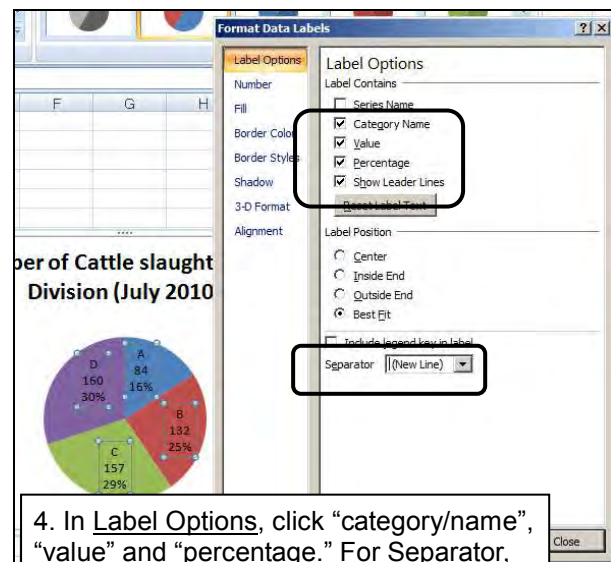 Format Data Labels
? X
Label Options
Number
Fill
Border Color
Border Styles
Shadow
3-D Format
Alignment
Label Options
Label Contains
Series Name
Category Name
Value
Percentage
Show Leader Lines
Reset Label Text
Label Position
Center
Inside End
Outside End
Best Fit
Include legend key in label
Separator (New Line)
Close
F G H
ber of Cattle slaught
Division (July 2010
A
84
16%
B
132
25%
C
157
29%
D
160
30%
4. In Label Options, click “category/name”,
“value” and “percentage.” For Separator,